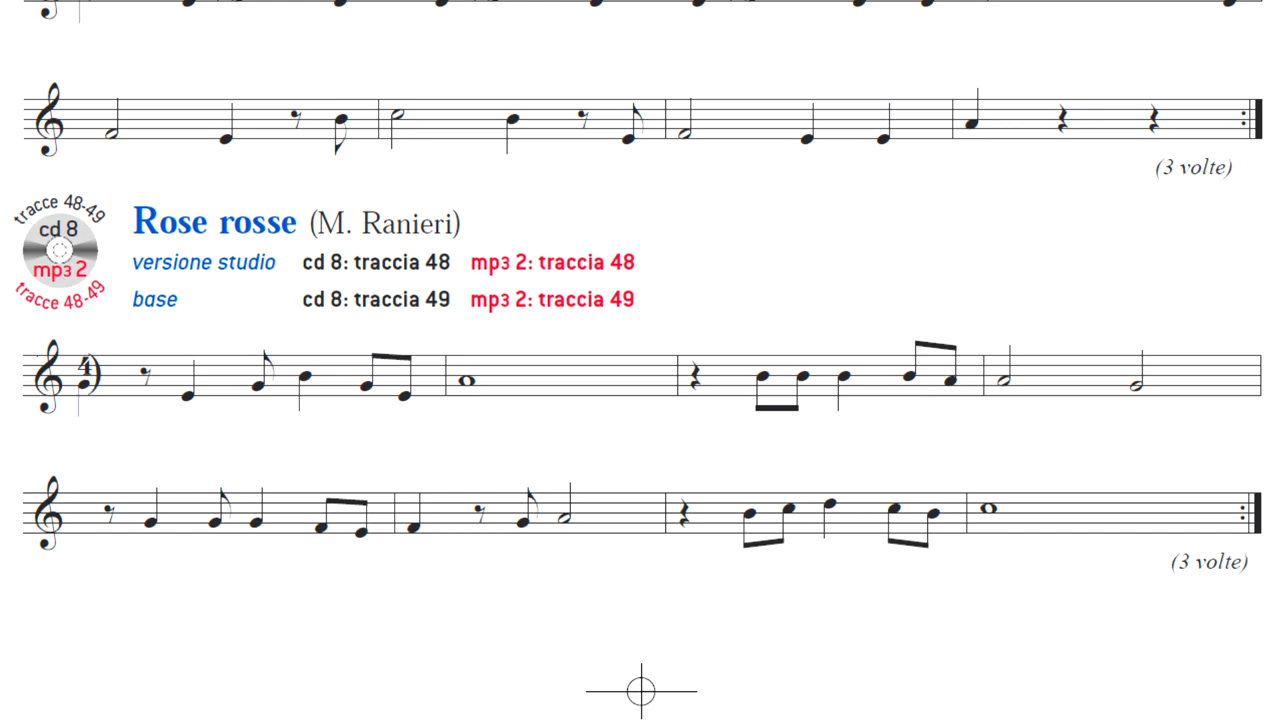 (3 volte)
tracce 48-49
cd 8
mp3 2
tracce 48-49
Rose rosse (M. Ranieri)
versione studio cd 8: traccia 48 mp3 2: traccia 48
base cd 8: traccia 49 mp3 2: traccia 49
4)
(3 volte)